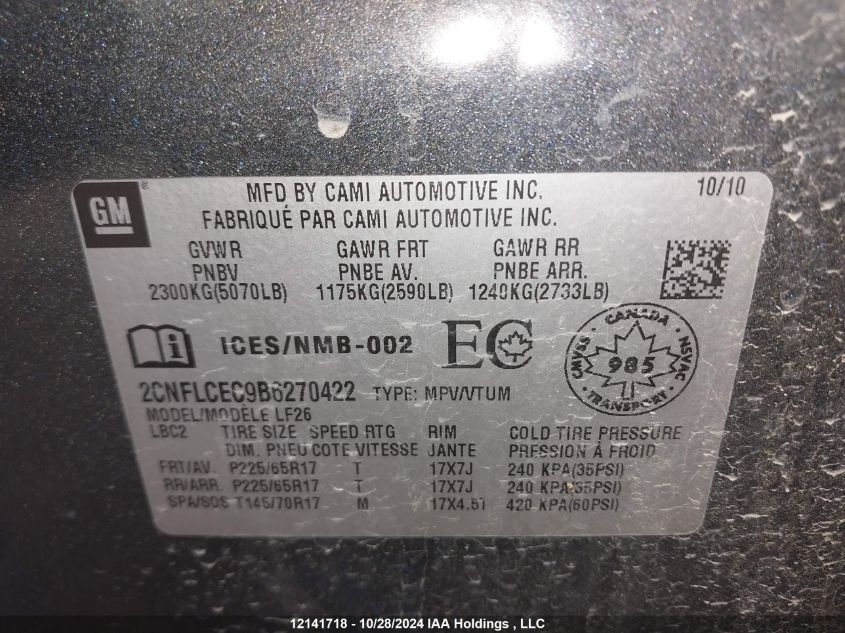 GM ®
MFD BY CAMI AUTOMOTIVE INC. 10/10
FABRIQUÉ PAR CAMI AUTOMOTIVE INC.
GVWR GAWR FRT GAWR RR
PNBV PNBE AV. PNBE ARR.
2300KG(5070LB) 1175KG(2590LB) 1240KG(2733LB)
i ICES/NMB-002 EC
CANADA
CMVSS NSVAC
985
TRANSPORT
2CNFLCEC9B6270422 TYPE: MPV/VTUM
MODEL/MODÈLE LF26
LBC2 TIRE SIZE SPEED RTG RIM COLD TIRE PRESSURE
DIM. PNEU COTE VITESSE JANTE PRESSION À FROID
FRT/AV. P225/65R17 T 17X7J 240 KPA(35PSI)
RR/ARR. P225/65R17 T 17X7J 240 KPA(35PSI)
SPA/SOS T145/70R17 M 17X4.5T 420 KPA(60PSI)
12141718 - 10/28/2024 IAA Holdings , LLC